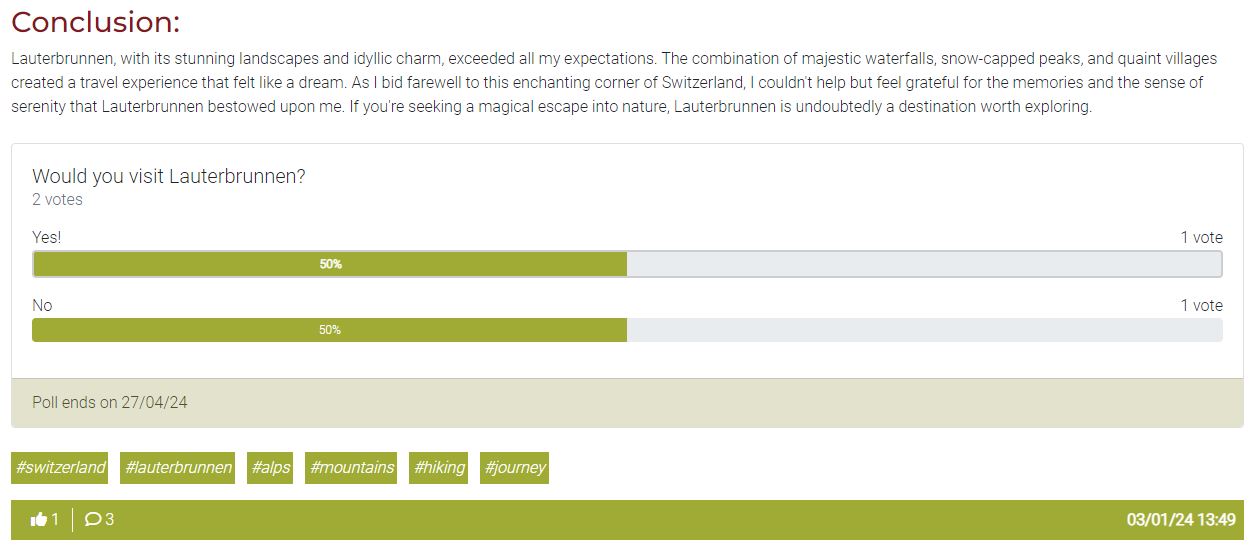 Conclusion:
Lauterbrunnen, with its stunning landscapes and idyllic charm, exceeded all my expectations. The combination of majestic waterfalls, snow-capped peaks, and quaint villages
created a travel experience that felt like a dream. As I bid farewell to this enchanting corner of Switzerland, I couldn't help but feel grateful for the memories and the sense of
serenity that Lauterbrunnen bestowed upon me. If you're seeking a magical escape into nature, Lauterbrunnen is undoubtedly a destination worth exploring.
Would you visit Lauterbrunnen?
2 votes
Yes! 1 vote
50%
No 1 vote
50%
Poll ends on 27/04/24
#switzerland #lauterbrunnen #alps #mountains #hiking #journey
1 3 03/01/24 13:49